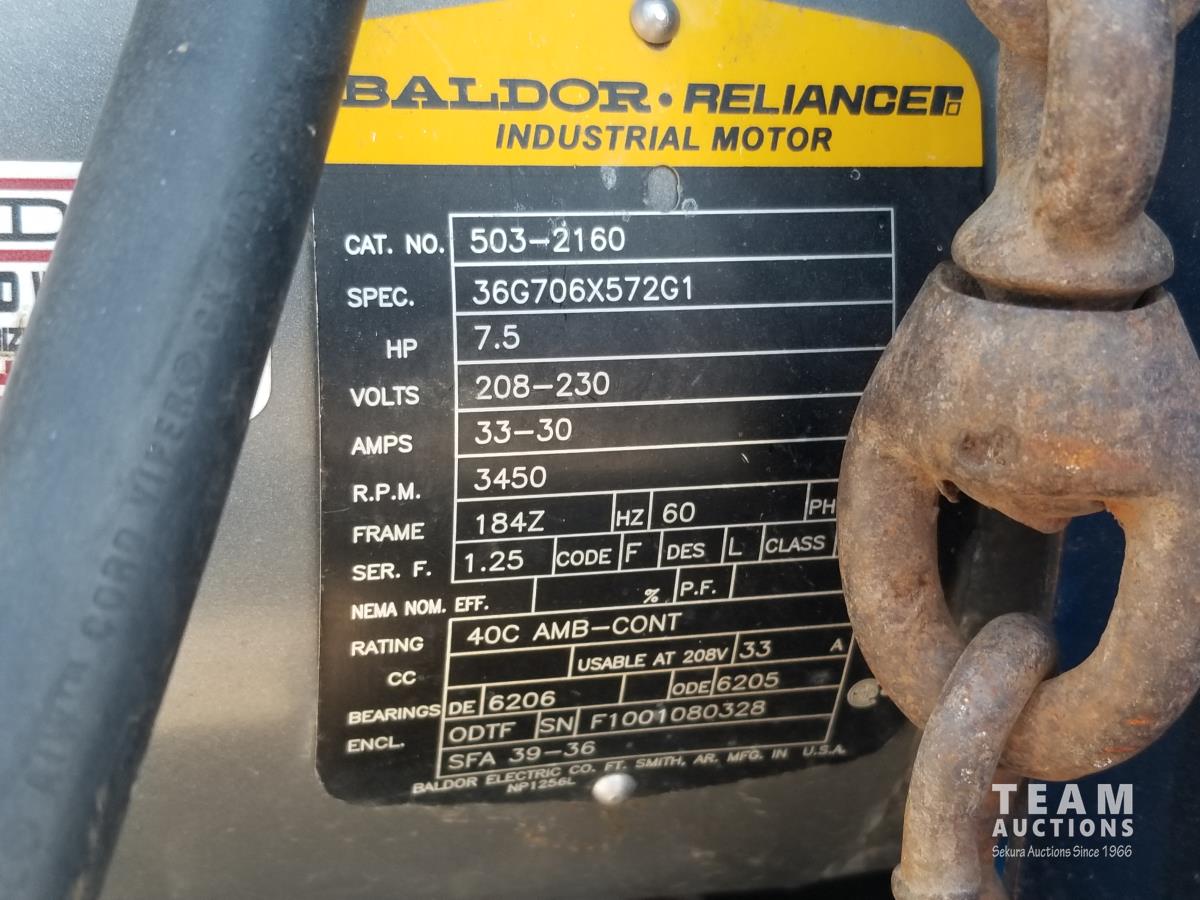 BALDOR • RELIANCE
INDUSTRIAL MOTOR
CAT. NO. 503-2160
SPEC. 36G706X572G1
HP 7.5
VOLTS 208-230
AMPS 33-30
R.P.M. 3450
FRAME 184Z HZ 60 PH
SER. F. 1.25 CODE F DES L CLASS
NEMA NOM. EFF. % P.F.
RATING 40C AMB-CONT
CC USABLE AT 208V 33 A
BEARINGS DE 6206 ODE 6205
ENCL. ODTF SN F1001080328
SFA 39-36
BALDOR ELECTRIC CO. FT. SMITH, AR. MFG. IN U.S.A.
NP1256L
CORD VIPERS
TEAM
AUCTIONS
Sekura Auctions Since 1966